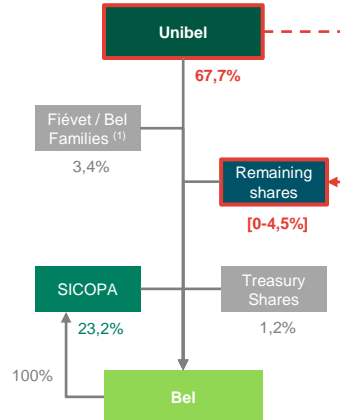 Unibel
67,7%
Fiévet / Bel
Families (1)
3,4%
Remaining
shares
[0-4,5%]
SICOPA
23,2%
Treasury
Shares
1,2%
100%
Bel